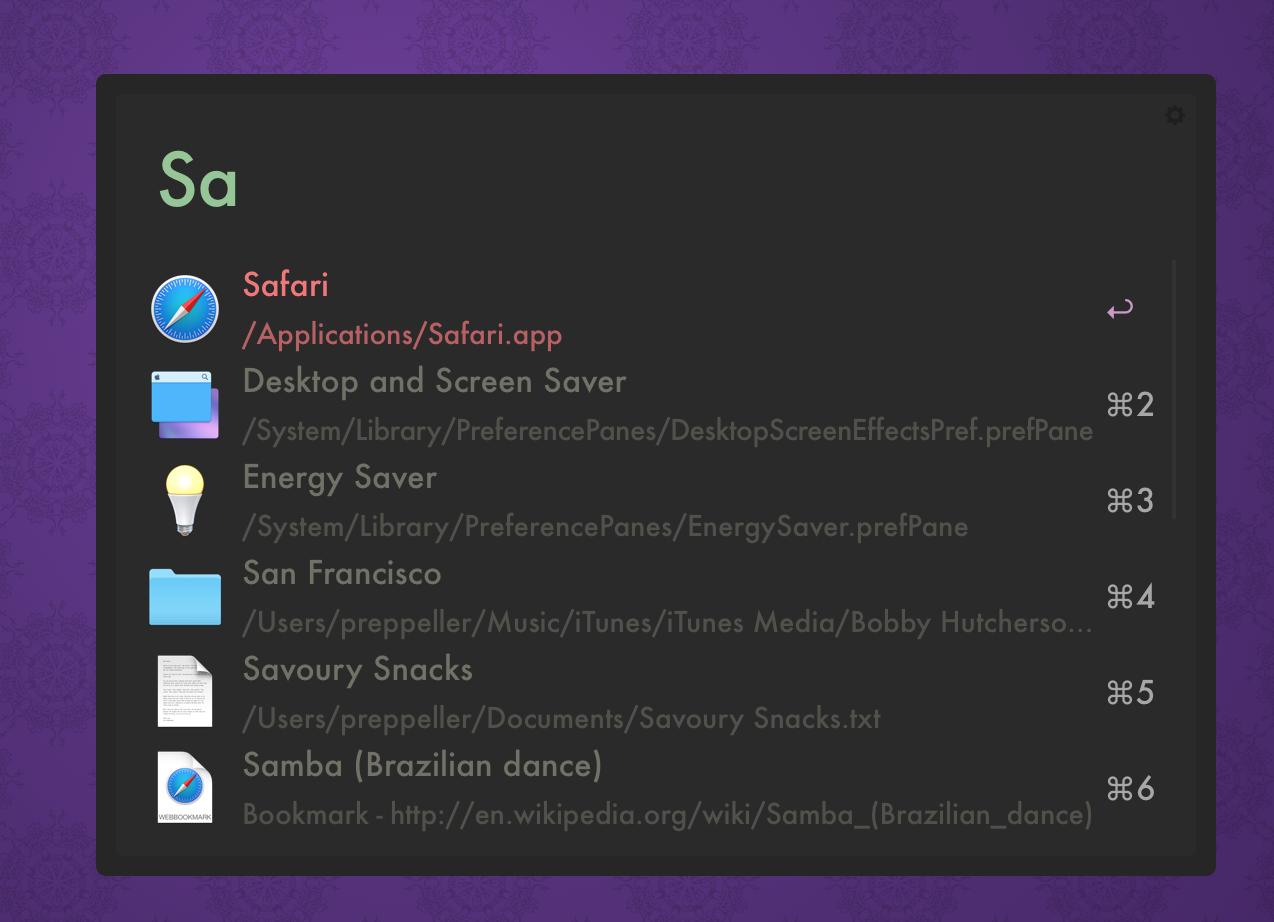 Sa
Safari
/Applications/Safari.app
Desktop and Screen Saver
/System/Library/PreferencePanes/DesktopScreenEffectsPref.prefPane
⌘2
Energy Saver
/System/Library/PreferencePanes/EnergySaver.prefPane
⌘3
San Francisco
/Users/preppeller/Music/iTunes/iTunes Media/Bobby Hutcherso...
⌘4
Savoury Snacks
/Users/preppeller/Documents/Savoury Snacks.txt
⌘5
Samba (Brazilian dance)
Bookmark - http://en.wikipedia.org/wiki/Samba_(Brazilian_dance)
⌘6
WEBBOOKMARK